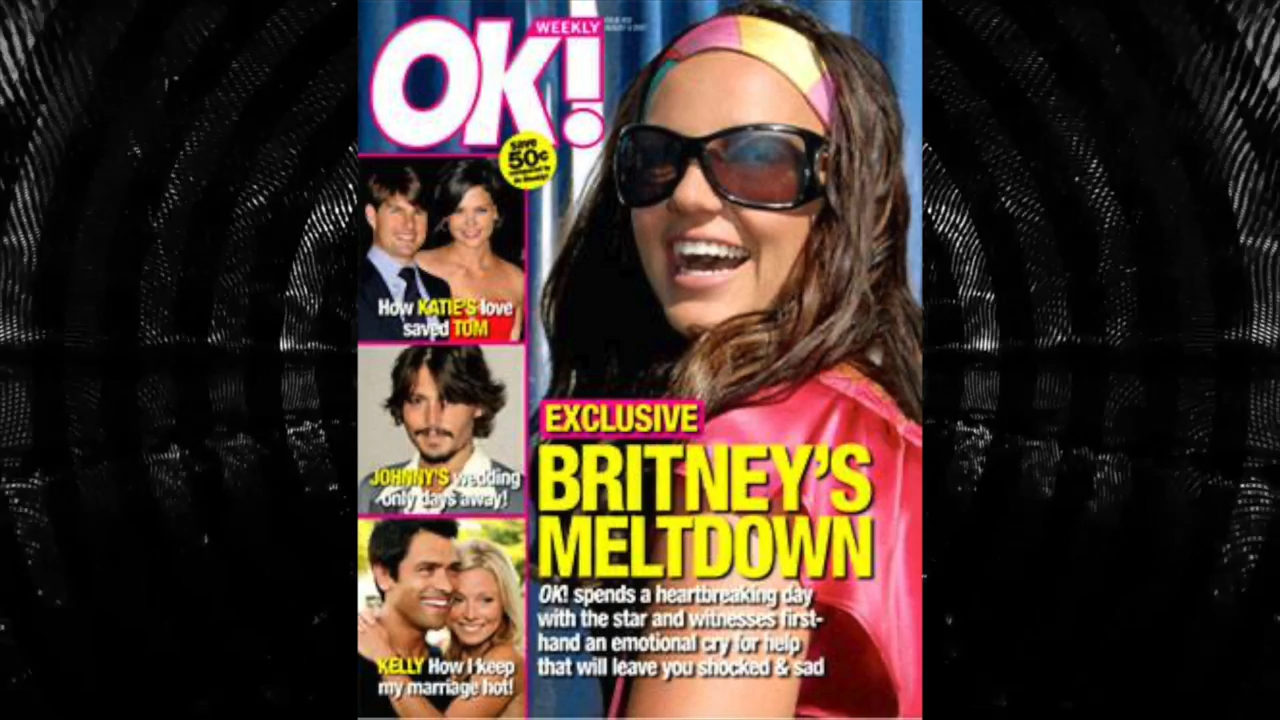 WEEKLY
OK!
Save
50¢
How KATIE'S love
saved TOM
JOHNNY'S wedding
only days away!
KELLY How I keep
my marriage hot!
EXCLUSIVE
BRITNEY'S
MELTDOWN
OK! spends a heartbreaking day
with the star and witnesses first-
hand an emotional cry for help
that will leave you shocked & sad